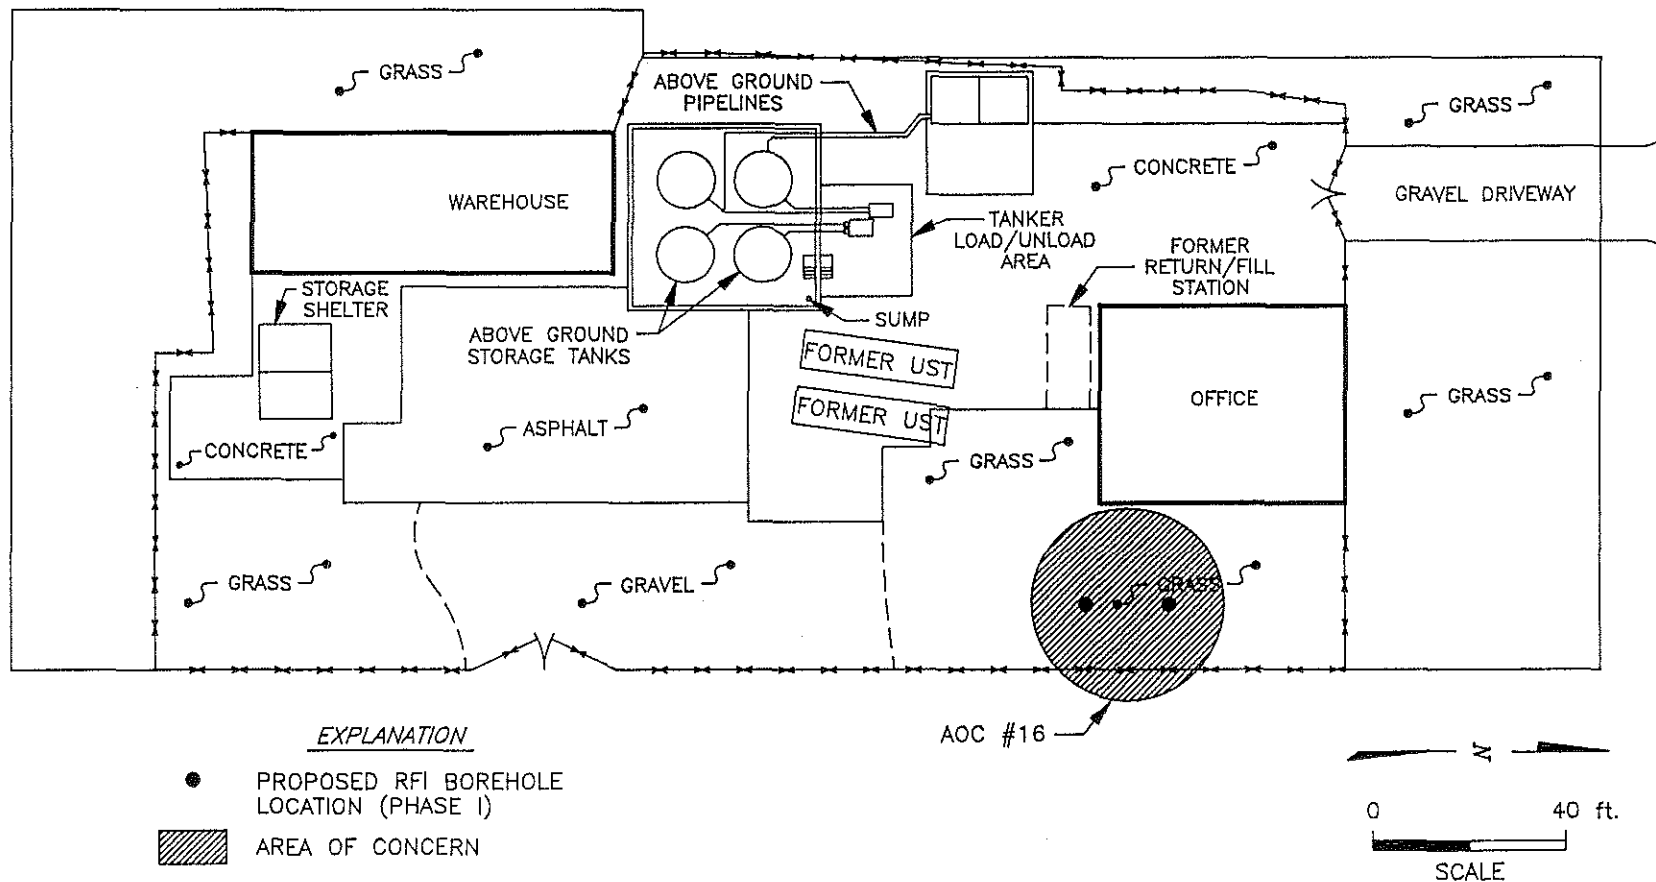 GRASS
ABOVE GROUND
PIPELINES
GRASS
CONCRETE
WAREHOUSE
GRAVEL DRIVEWAY
TANKER
LOAD/UNLOAD
AREA
FORMER
RETURN/FILL
STATION
STORAGE
SHELTER
SUMP
ABOVE GROUND
STORAGE TANKS
FORMER UST
FORMER UST
OFFICE
GRASS
ASPHALT
CONCRETE
GRASS
GRASS
GRAVEL
GRASS
AOC #16
EXPLANATION
PROPOSED RFI BOREHOLE
LOCATION (PHASE I)
AREA OF CONCERN
N
0 40 ft.
SCALE